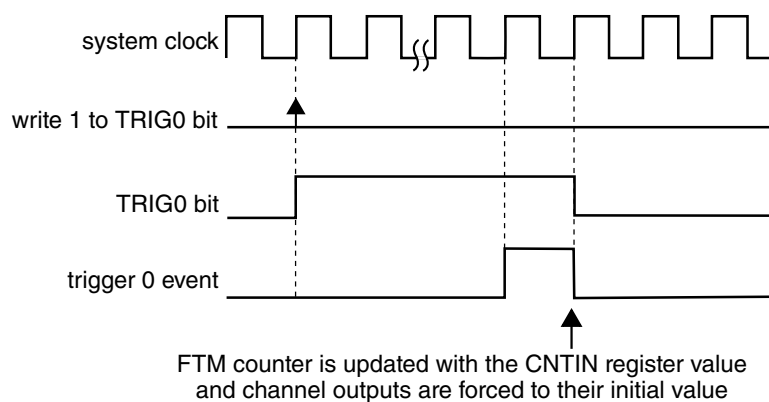 system clock
write 1 to TRIG0 bit
TRIG0 bit
trigger 0 event
FTM counter is updated with the CNTIN register value
and channel outputs are forced to their initial value